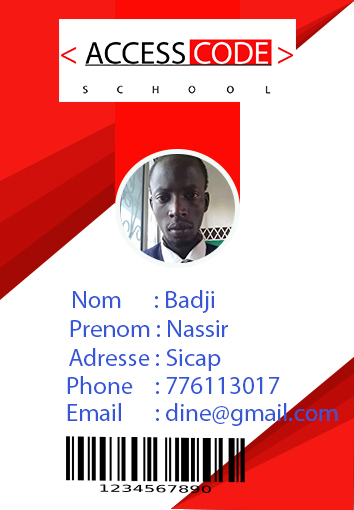 < ACCESS CODE >
S C H O O L
Nom : Badji
Prenom : Nassir
Adresse : Sicap
Phone : 776113017
Email : dine@gmail.com
1234567890